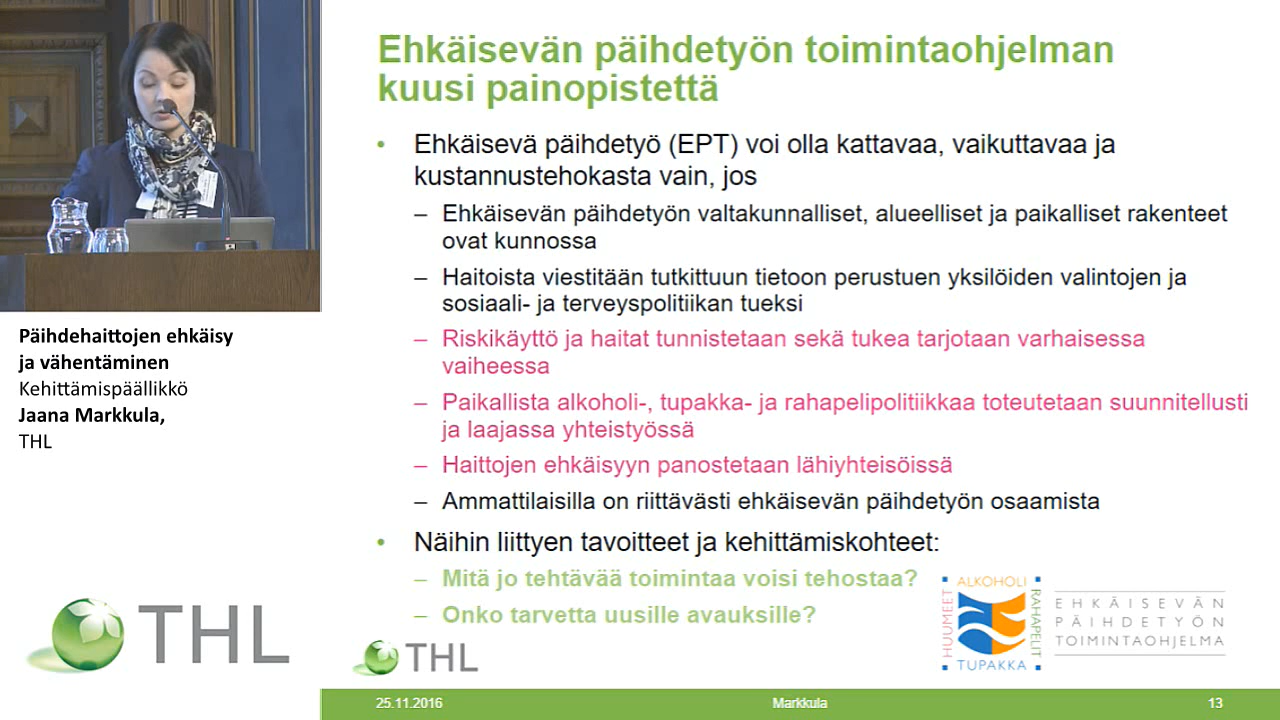 Ehkäisevän päihdetyön toimintaohjelman
kuusi painopistettä
• Ehkäisevä päihdetyö (EPT) voi olla kattavaa, vaikuttavaa ja
kustannustehokasta vain, jos
– Ehkäisevän päihdetyön valtakunnalliset, alueelliset ja paikalliset rakenteet
ovat kunnossa
– Haitoista viestitään tutkittuun tietoon perustuen yksilöiden valintojen ja
sosiaali- ja terveyspolitiikan tueksi
– Riskikäyttö ja haitat tunnistetaan sekä tukea tarjotaan varhaisessa
vaiheessa
– Paikallista alkoholi-, tupakka- ja rahapelipolitiikkaa toteutetaan suunnitellusti
ja laajassa yhteistyössä
– Haittojen ehkäisyyn panostetaan lähiyhteisöissä
– Ammattilaisilla on riittävästi ehkäisevän päihdetyön osaamista
• Näihin liittyen tavoitteet ja kehittämiskohteet:
– Mitä jo tehtävää toimintaa voisi tehostaa?
– Onko tarvetta uusille avauksille?
Päihdehaittojen ehkäisy
ja vähentäminen
Kehittämispäällikkö
Jaana Markkula,
THL
THL
THL
ALKOHOLI
HUUMEET
RAHAPELIT
TUPAKKA
EHKÄISEVÄN
PÄIHDETYÖN
TOIMINTAOHJELMA
25.11.2016
Markkula
13